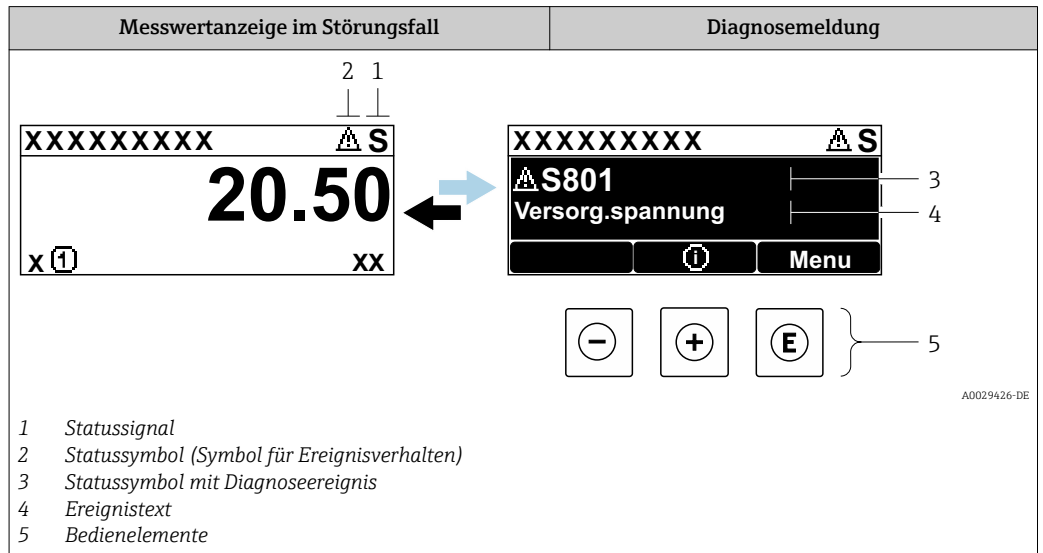 Messwertanzeige im Störungsfall
Diagnosemeldung
2 1
XXXXXXXXX ⚠ S
20.50
x ① xx
XXXXXXXXX ⚠ S
⚠S801
Versorg.spannung
ⓘ Menu
3
4
− + E
5
A0029426-DE
1 Statussignal
2 Statussymbol (Symbol für Ereignisverhalten)
3 Statussymbol mit Diagnoseereignis
4 Ereignistext
5 Bedienelemente